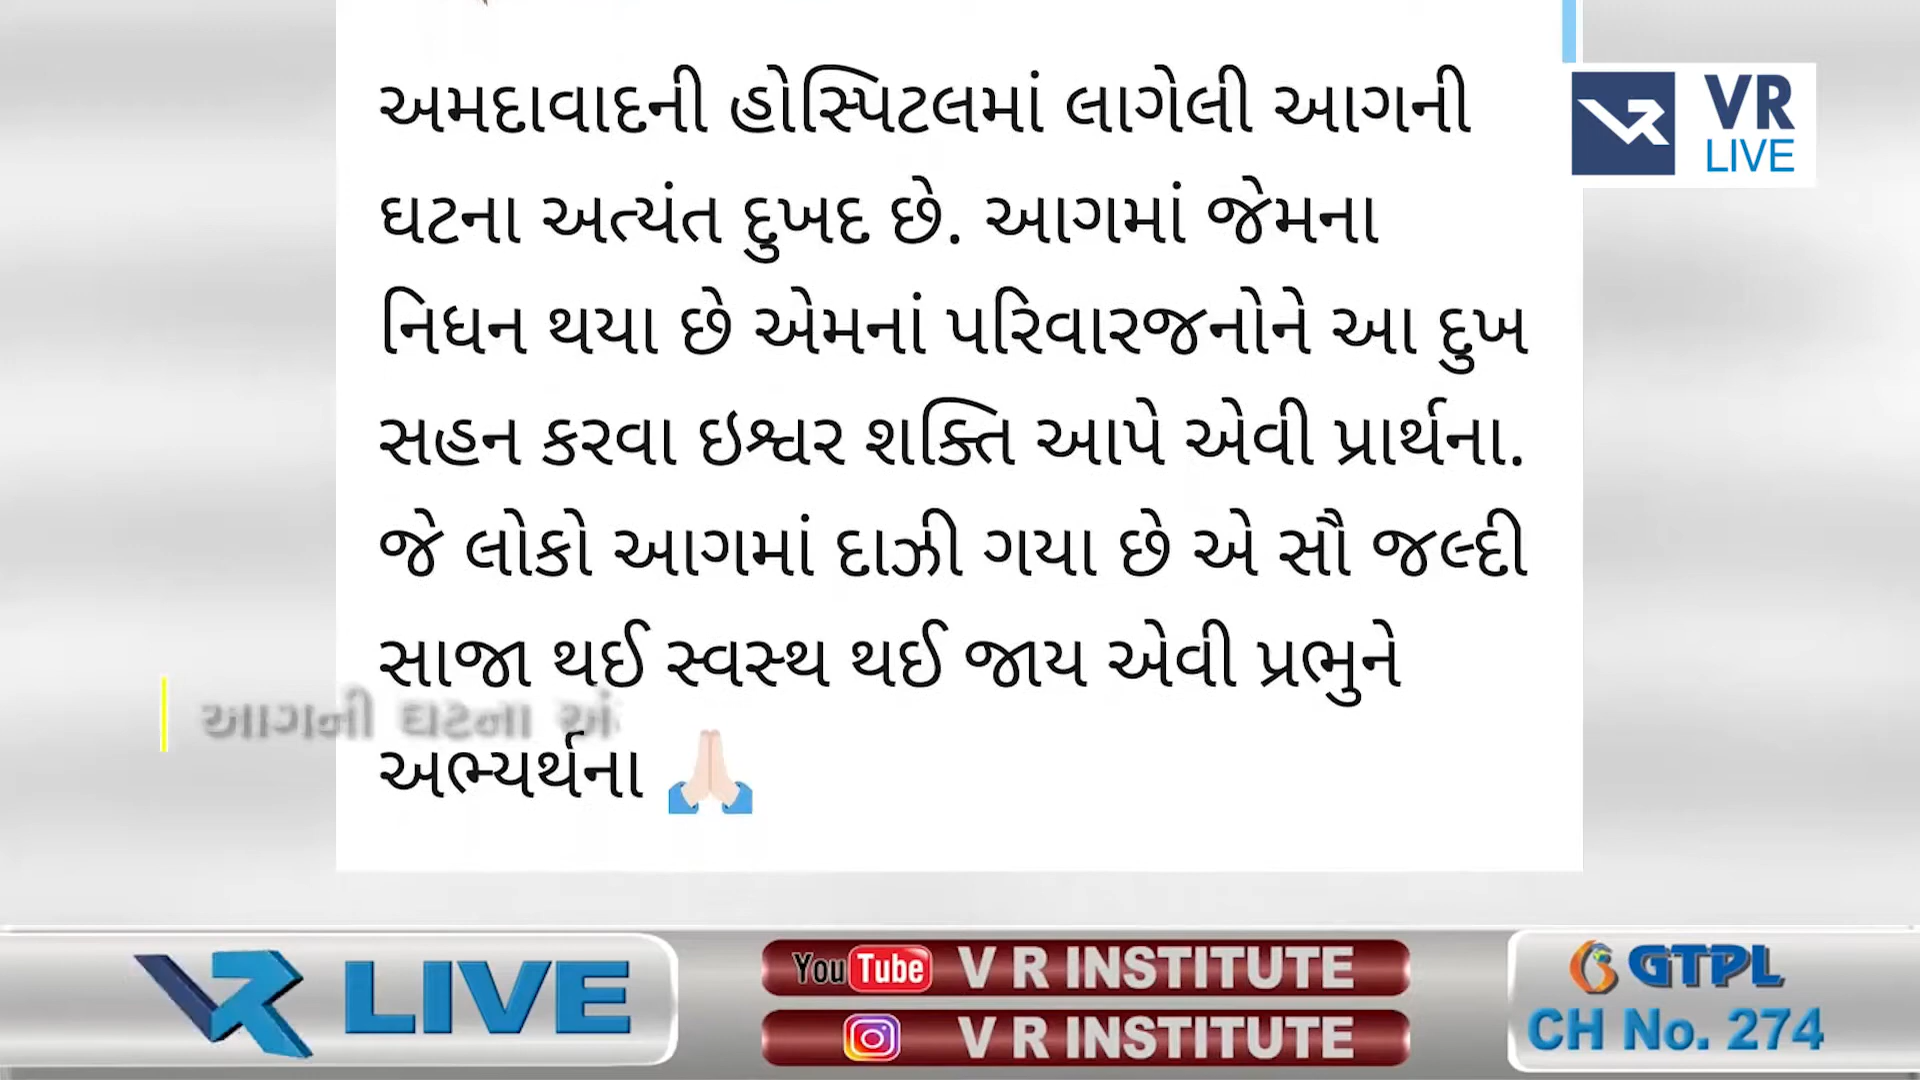 અમદાવાદની હોસ્પિટલમાં લાગેલી આગની
ઘટના અત્યંત દુખદ છે. આગમાં જેમના
નિધન થયા છે એમનાં પરિવારજનોને આ દુખ
સહન કરવા ઇશ્વર શક્તિ આપે એવી પ્રાર્થના.
જે લોકો આગમાં દાઝી ગયા છે એ સૌ જલ્દી
સાજા થઈ સ્વસ્થ થઈ જાય એવી પ્રભુને
અભ્યર્થના 🙏🏻
આગની ઘટના અં
VR
LIVE
VR LIVE
YouTube V R INSTITUTE
V R INSTITUTE
GTPL
CH No. 274